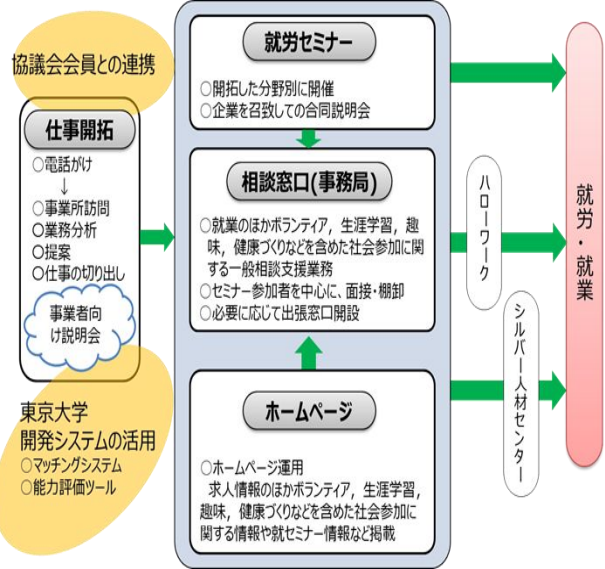 協議会会員との連携
仕事開拓
○電話がけ
↓
○事業所訪問
○業務分析
○提案
○仕事の切り出し
事業者向
け説明会
東京大学
開発システムの活用
○マッチングシステム
○能力評価ツール
就労セミナー
○開拓した分野別に開催
○企業を召致しての合同説明会
相談窓口(事務局)
○就業のほかボランティア，生涯学習，趣
味，健康づくりなどを含めた社会参加に関
する一般相談支援業務
○セミナー参加者を中心に、面接・棚卸
○必要に応じて出張窓口開設
ホームページ
○ホームページ運用
求人情報のほかボランティア，生涯学習，
趣味，健康づくりなどを含めた社会参加に
関する情報や就セミナー情報など掲載
ハローワーク
シルバー人材センター
就労・就業